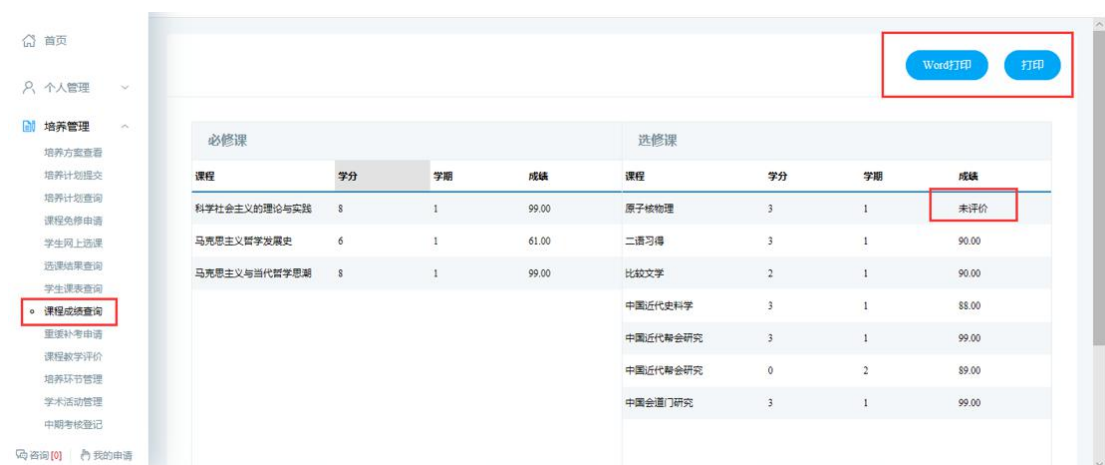 首页
个人管理
培养管理
培养方案查看
培养计划提交
培养计划查询
课程免修申请
学生网上选课
选课结果查询
学生课表查询
课程成绩查询
重缓补考申请
课程教学评价
培养环节管理
学术活动管理
中期考核登记
咨询[0] 我的申请
Word打印 打印
必修课 选修课
课程 学分 学期 成绩 课程 学分 学期 成绩
科学社会主义的理论与实践 8 1 99.00 原子核物理 3 1 未评价
马克思主义哲学发展史 6 1 61.00 二语习得 3 1 90.00
马克思主义与当代哲学思潮 8 1 99.00 比较文学 2 1 90.00
中国近代史科学 3 1 88.00
中国近代帮会研究 3 1 99.00
中国近代帮会研究 0 2 89.00
中国会道门研究 3 1 99.00